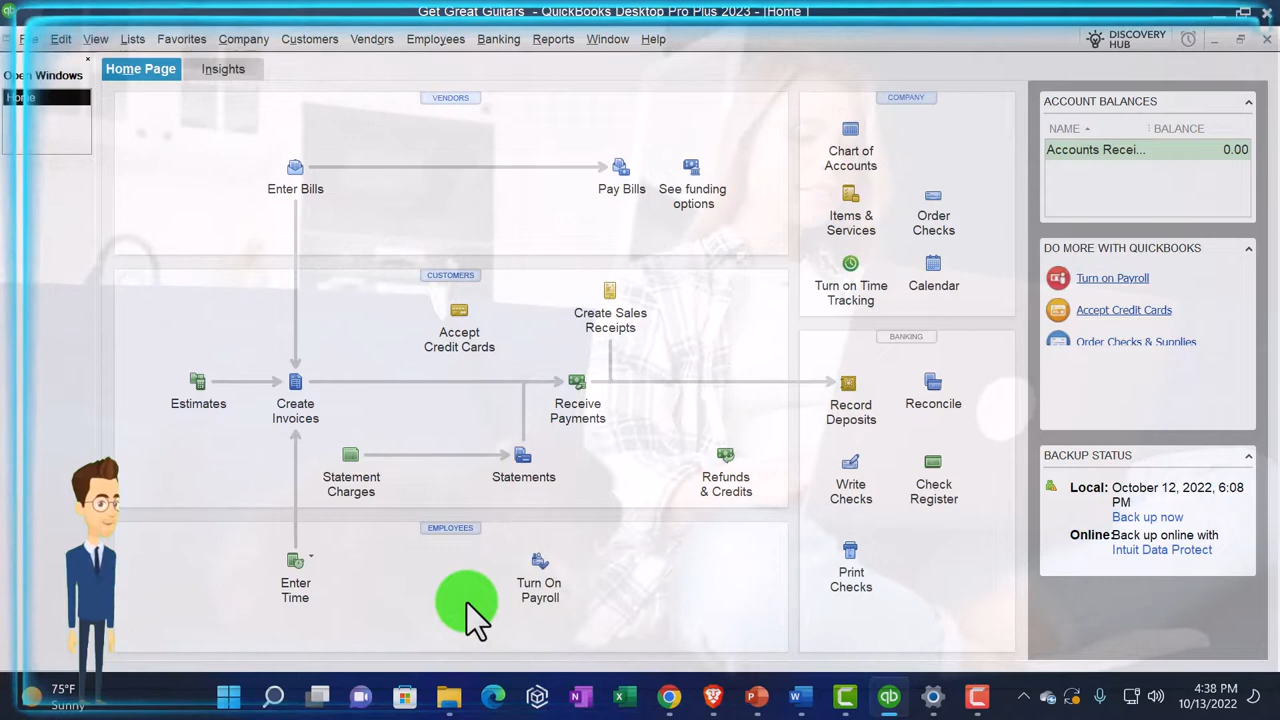 Get Great Guitars - QuickBooks Desktop Pro Plus 2023 - [Home ]
File Edit View Lists Favorites Company Customers Vendors Employees Banking Reports Window Help
DISCOVERY
HUB
Open Windows
Home
Home Page Insights
VENDORS
Enter Bills
Pay Bills
See funding
options
CUSTOMERS
Accept
Credit Cards
Create Sales
Receipts
Estimates
Create
Invoices
Receive
Payments
Statement
Charges
Statements
Refunds
& Credits
EMPLOYEES
Enter
Time
Turn On
Payroll
COMPANY
Chart of
Accounts
Items &
Services
Order
Checks
Turn on Time
Tracking
Calendar
BANKING
Record
Deposits
Reconcile
Write
Checks
Check
Register
Print
Checks
ACCOUNT BALANCES
NAME BALANCE
Accounts Recei... 0.00
DO MORE WITH QUICKBOOKS
Turn on Payroll
Accept Credit Cards
Order Checks & Supplies
BACKUP STATUS
Local: October 12, 2022, 6:08
PM
Back up now
Online: Back up online with
Intuit Data Protect
75°F
Sunny
4:38 PM
10/13/2022